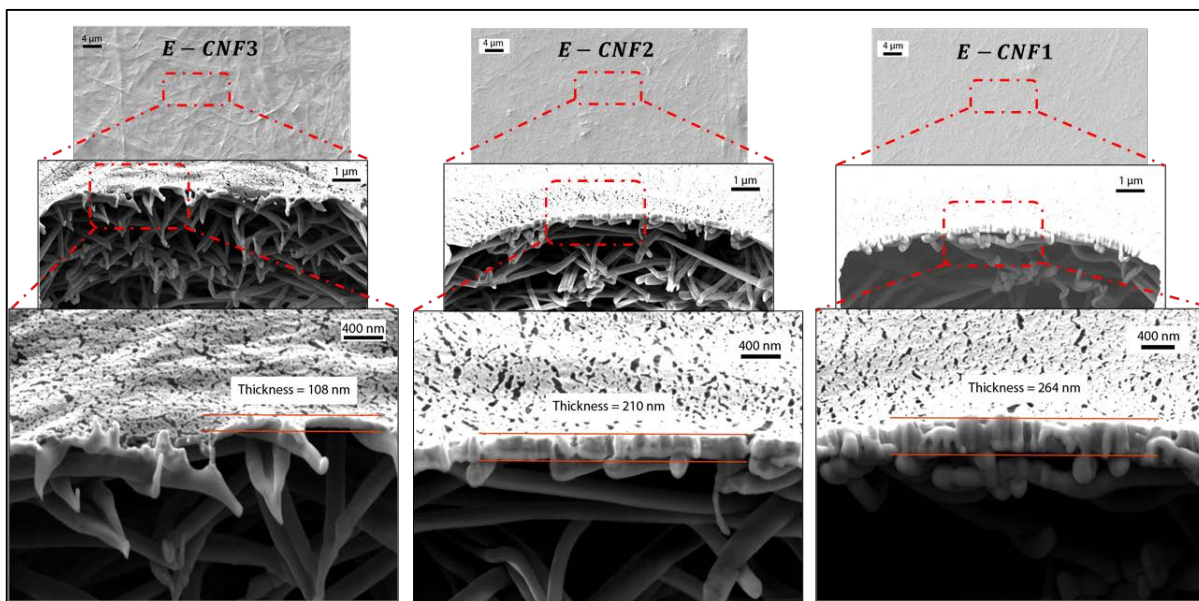 4 µm
E – CNF3
4 µm
E – CNF2
4 µm
E – CNF1
1 µm
1 µm
1 µm
400 nm
Thickness = 108 nm
400 nm
Thickness = 210 nm
400 nm
Thickness = 264 nm